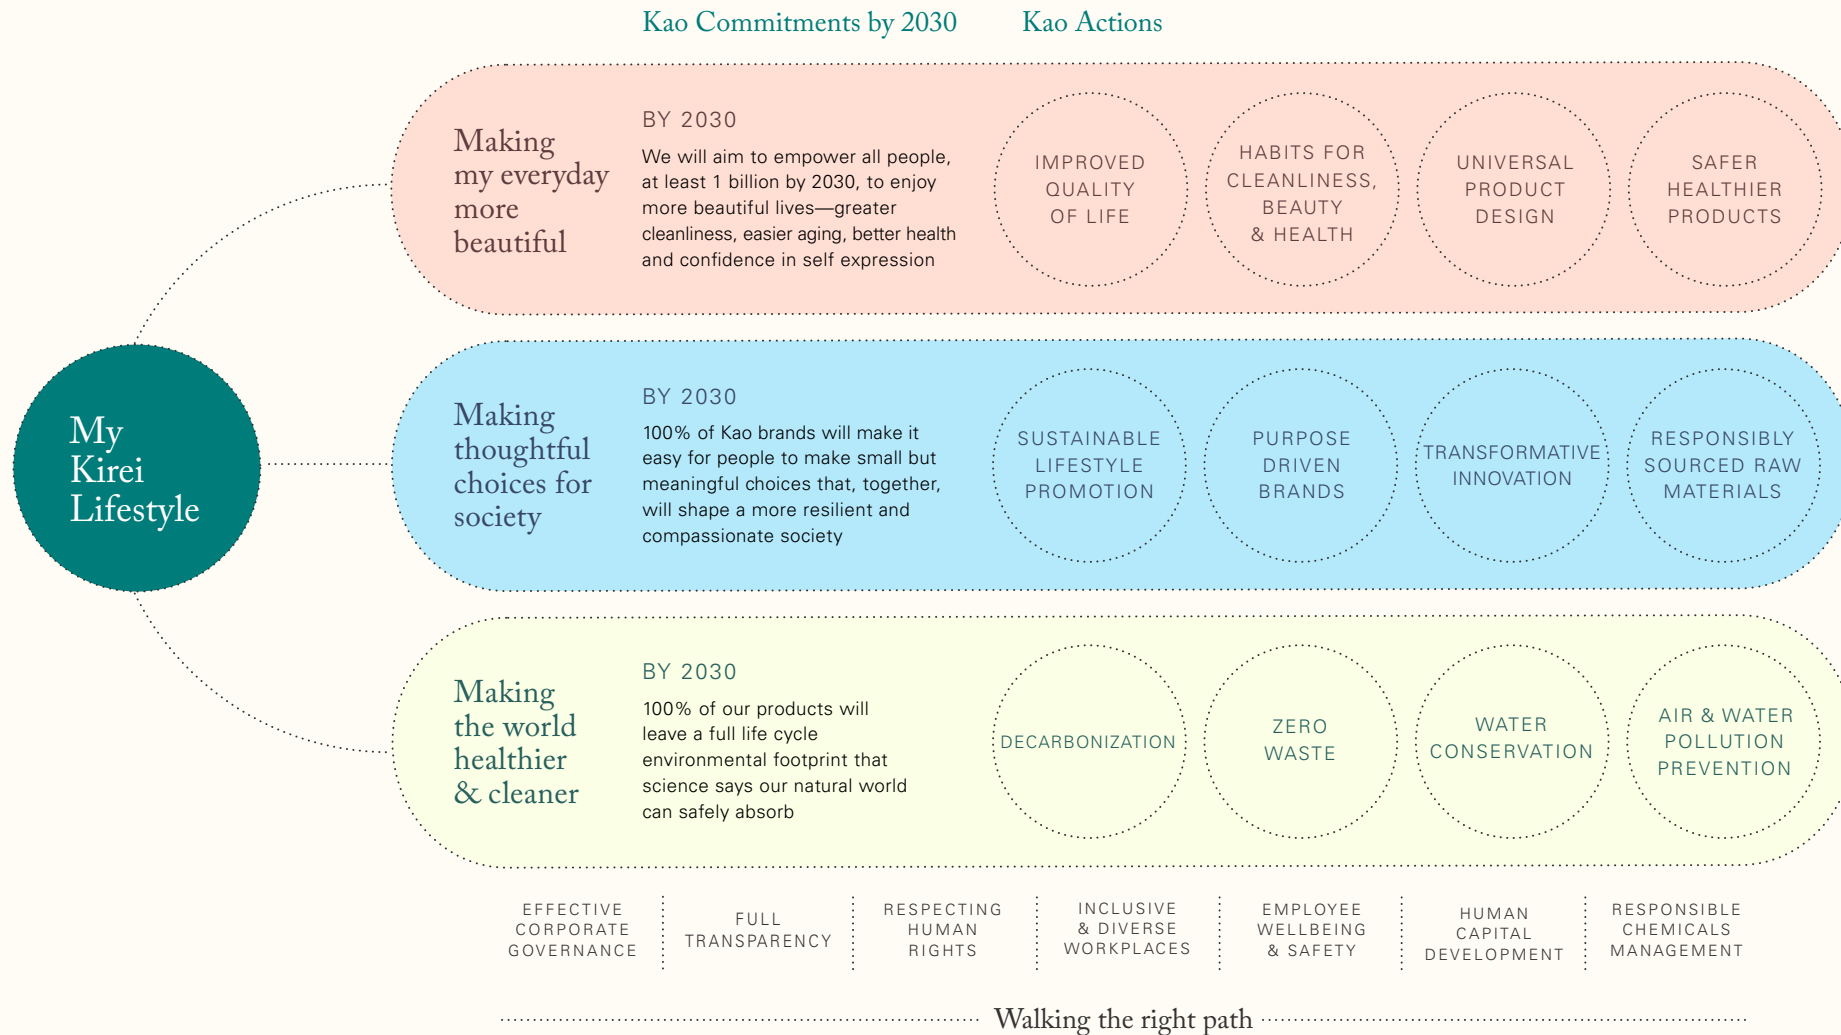 Kao Commitments by 2030
Kao Actions
My
Kirei
Lifestyle
Making
my everyday
more
beautiful
BY 2030
We will aim to empower all people,
at least 1 billion by 2030, to enjoy
more beautiful lives—greater
cleanliness, easier aging, better health
and confidence in self expression
IMPROVED
QUALITY
OF LIFE
HABITS FOR
CLEANLINESS,
BEAUTY
& HEALTH
UNIVERSAL
PRODUCT
DESIGN
SAFER
HEALTHIER
PRODUCTS
Making
thoughtful
choices for
society
BY 2030
100% of Kao brands will make it
easy for people to make small but
meaningful choices that, together,
will shape a more resilient and
compassionate society
SUSTAINABLE
LIFESTYLE
PROMOTION
PURPOSE
DRIVEN
BRANDS
TRANSFORMATIVE
INNOVATION
RESPONSIBLY
SOURCED RAW
MATERIALS
Making
the world
healthier
& cleaner
BY 2030
100% of our products will
leave a full life cycle
environmental footprint that
science says our natural world
can safely absorb
DECARBONIZATION
ZERO
WASTE
WATER
CONSERVATION
AIR & WATER
POLLUTION
PREVENTION
EFFECTIVE
CORPORATE
GOVERNANCE
FULL
TRANSPARENCY
RESPECTING
HUMAN
RIGHTS
INCLUSIVE
& DIVERSE
WORKPLACES
EMPLOYEE
WELLBEING
& SAFETY
HUMAN
CAPITAL
DEVELOPMENT
RESPONSIBLE
CHEMICALS
MANAGEMENT
Walking the right path